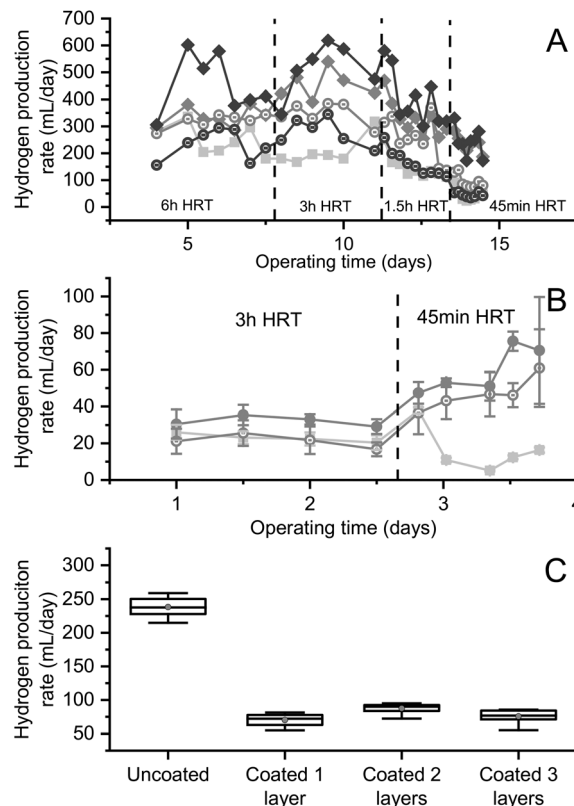 A
Hydrogen production
rate (mL/day)
700
600
500
400
300
200
100
0
6h HRT
3h HRT
1.5h HRT
45min HRT
5
10
15
Operating time (days)
B
Hydrogen production
rate (mL/day)
100
80
60
40
20
0
3h HRT
45min HRT
1
2
3
4
Operating time (days)
C
Hydrogen produciton
rate (mL/day)
300
250
200
150
100
50
Uncoated
Coated 1
layer
Coated 2
layers
Coated 3
layers